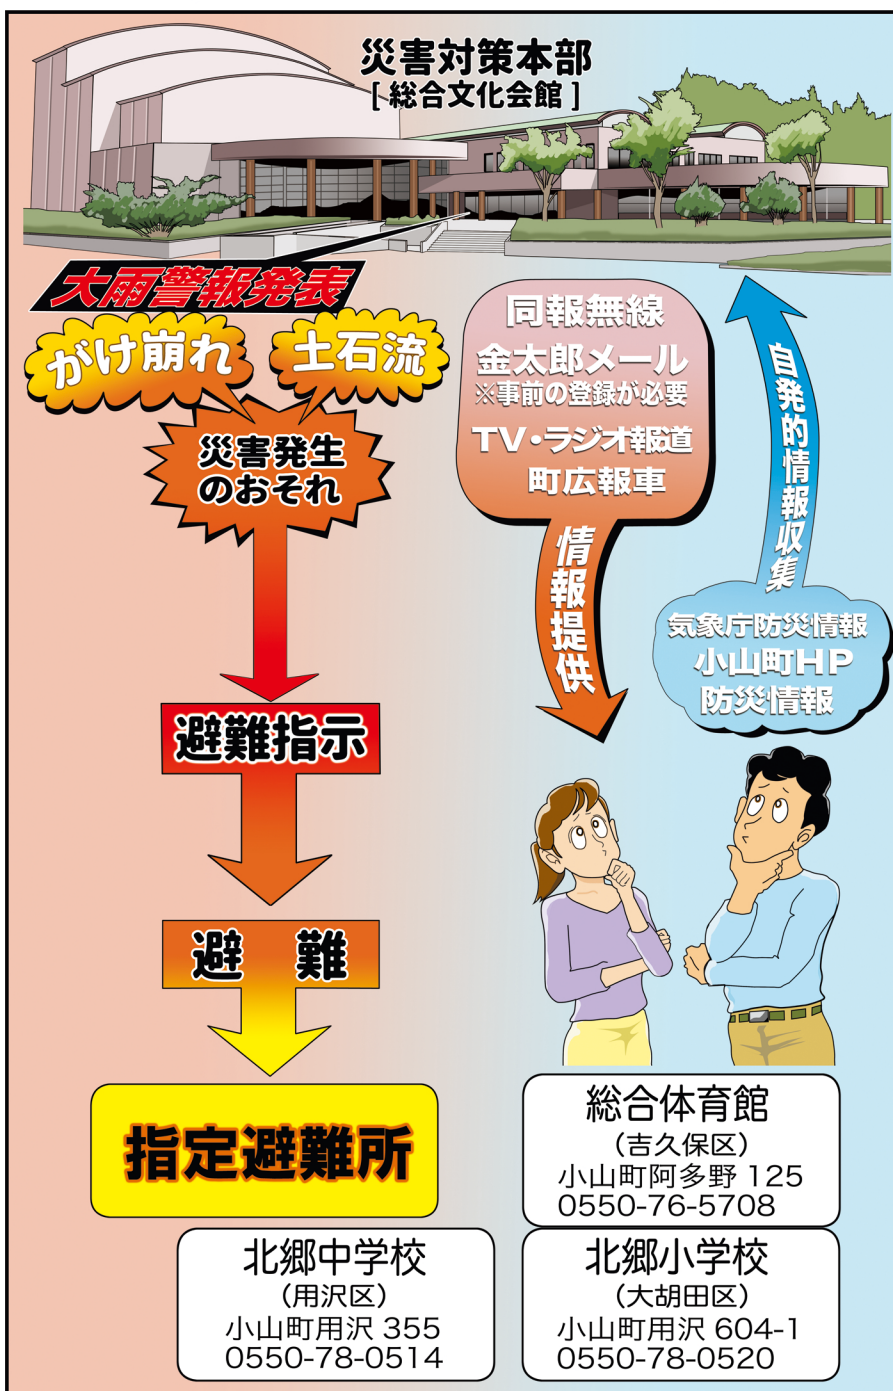 災害対策本部
[ 総合文化会館 ]
大雨警報発表
がけ崩れ
土石流
災害発生
のおそれ
避難指示
避　難
指定避難所
同報無線
金太郎メール
※事前の登録が必要
TV・ラジオ報道
町広報車
情報提供
自発的情報収集
気象庁防災情報
小山町HP
防災情報
総合体育館
(吉久保区)
小山町阿多野 125
0550-76-5708
北郷中学校
(用沢区)
小山町用沢 355
0550-78-0514
北郷小学校
(大胡田区)
小山町用沢 604-1
0550-78-0520